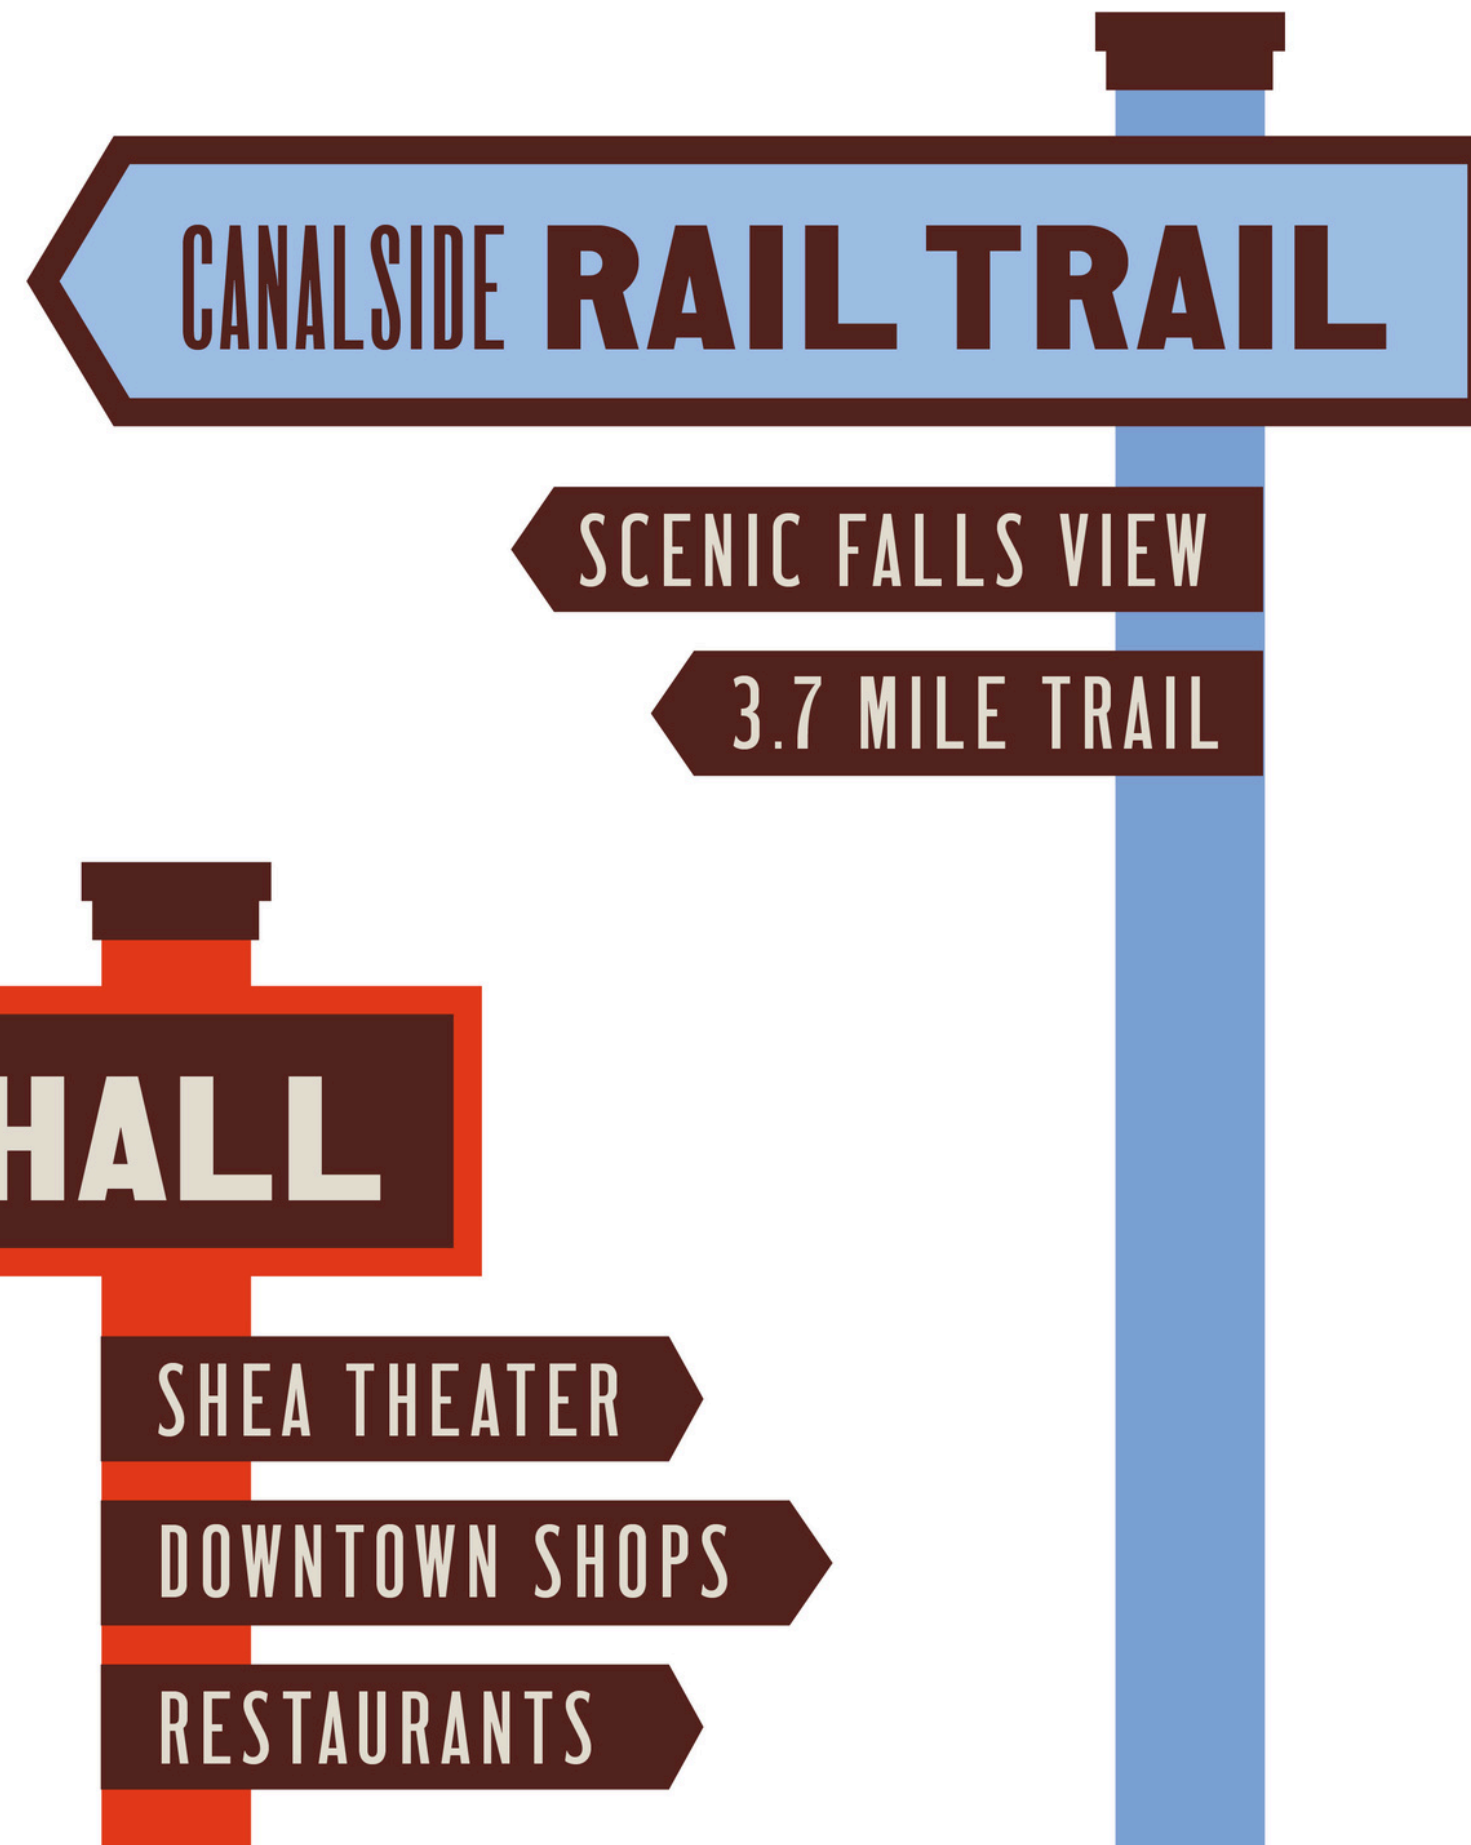 CANALSIDE RAIL TRAIL
SCENIC FALLS VIEW
3.7 MILE TRAIL
HALL
SHEA THEATER
DOWNTOWN SHOPS
RESTAURANTS